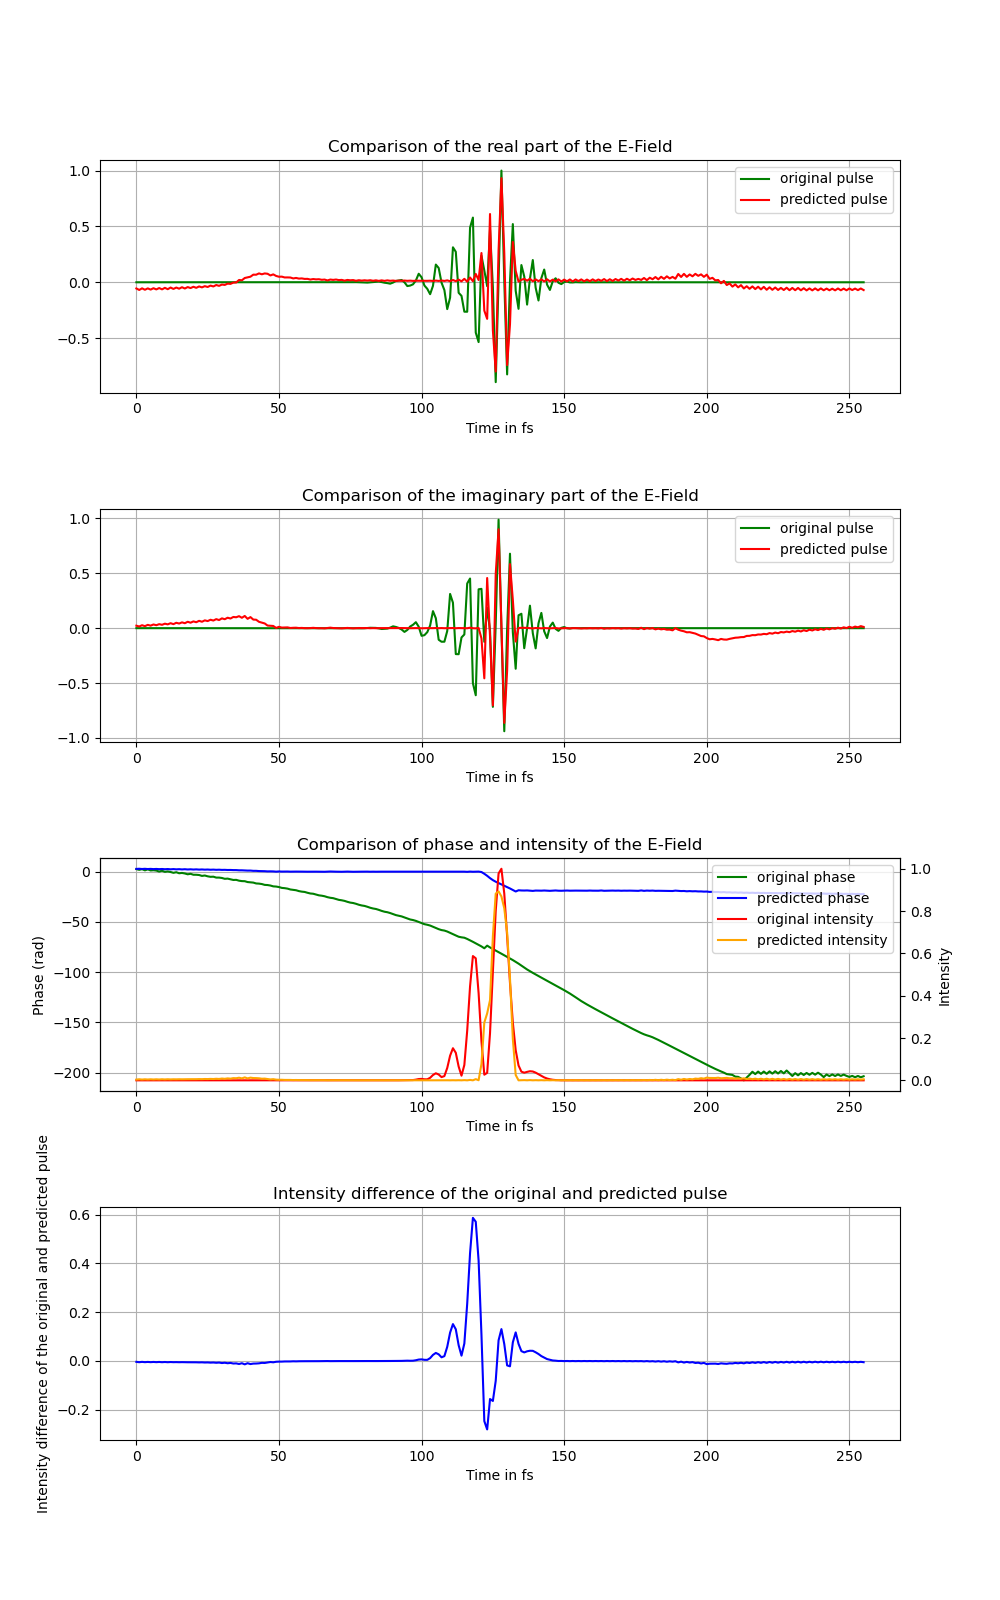 Comparison of the real part of the E-Field
1.0
0.5
0.0
−0.5
original pulse
predicted pulse
0 50 100 150 200 250
Time in fs
Comparison of the imaginary part of the E-Field
1.0
0.5
0.0
−0.5
−1.0
original pulse
predicted pulse
0 50 100 150 200 250
Time in fs
Comparison of phase and intensity of the E-Field
Phase (rad)
0
−50
−100
−150
−200
original phase
predicted phase
original intensity
predicted intensity
1.0
0.8
0.6
0.4
0.2
0.0
Intensity
0 50 100 150 200 250
Time in fs
Intensity difference of the original and predicted pulse
Intensity difference of the original and predicted pulse
0.6
0.4
0.2
0.0
−0.2
0 50 100 150 200 250
Time in fs